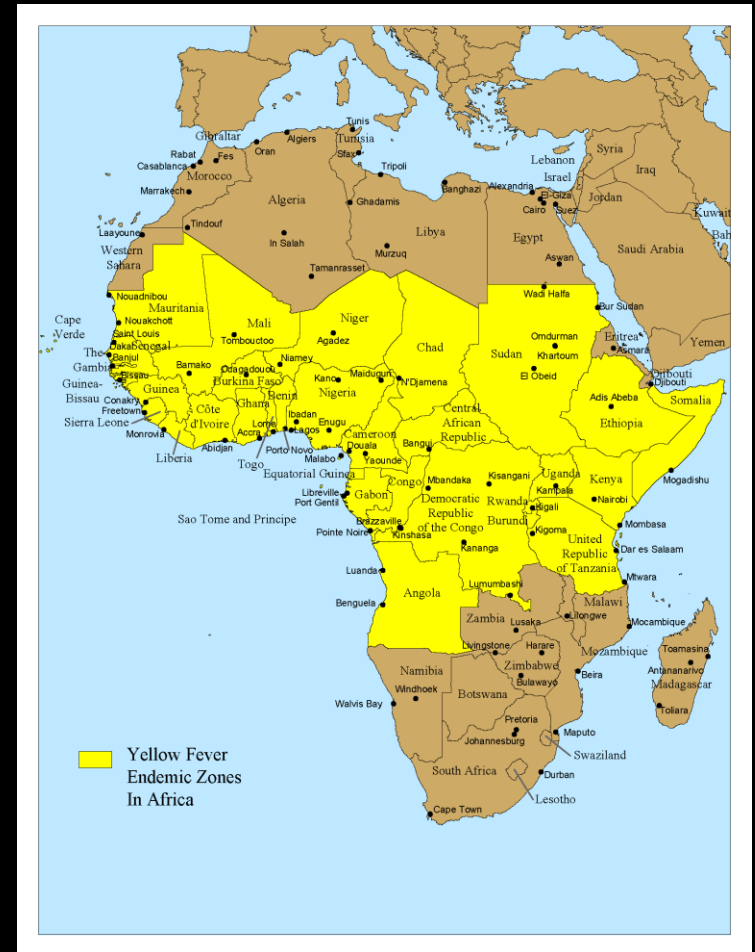 Tunis
Gibraltar
Algiers
Tunisia
Oran
Rabat
Fes
Sfax
Casablanca
Morocco
Tripoli
Lebanon
Syria
Iraq
Israel
Marrakech
Banghazi
Alexandria
El-Giza
Jordan
Cairo
Suez
Kuwait
Algeria
Ghadamis
Tindouf
Laayoune
Libya
Egypt
Bah
In Salah
Murzuq
Saudi Arabia
Western
Sahara
Aswan
Tamanrasset
Wadi Halfa
Nouadnibou
Mauritania
Bur Sudan
Cape
Verde
Nouakchott
Mali
Niger
Saint Louis
Tombouctoo
Agadez
Chad
Omdurman
Eritrea
Yemen
Dakar
Senegal
The
Gambia
Banjul
Sudan
Khartoum
Asmara
Niamey
Bissau
Bamako
Ouagadouou
Maiduguri
N'Djamena
El Obeid
Djibouti
Djibouti
Guinea-
Bissau
Guinea
Burkina Faso
Kano
Benin
Nigeria
Somalia
Conakry
Freetown
Ghana
Adis Abeba
Sierra Leone
Côte
d'Ivoire
Ibadan
Central
African
Republic
Ethiopia
Lome
Enugu
Monrovia
Accra
Lagos
Cameroon
Liberia
Abidjan
Togo
Porto Novo
Douala
Bangui
Malabo
Yaounde
Equatorial Guinea
Mogadishu
Congo
Mbandaka
Kisangani
Uganda
Kenya
Libreville
Gabon
Kampala
Port Gentil
Democratic
Republic
of the Congo
Rwanda
Nairobi
Kigali
Sao Tome and Principe
Brazzaville
Burundi
Mombasa
Pointe Noire
Kinshasa
Kigoma
United
Republic
of Tanzania
Kananga
Dar es Salaam
Luanda
Mtwara
Angola
Lumumbashi
Malawi
Benguela
Zambia
Lilongwe
Lusaka
Mocambique
Livingstone
Harare
Mozambique
Toamasina
Namibia
Zimbabwe
Beira
Antananarivo
Bulawayo
Madagascar
Windhoek
Botswana
Walvis Bay
Toliara
Pretoria
Maputo
Johannesburg
Swaziland
South Africa
Durban
Lesotho
Cape Town
Yellow Fever
Endemic Zones
In Africa